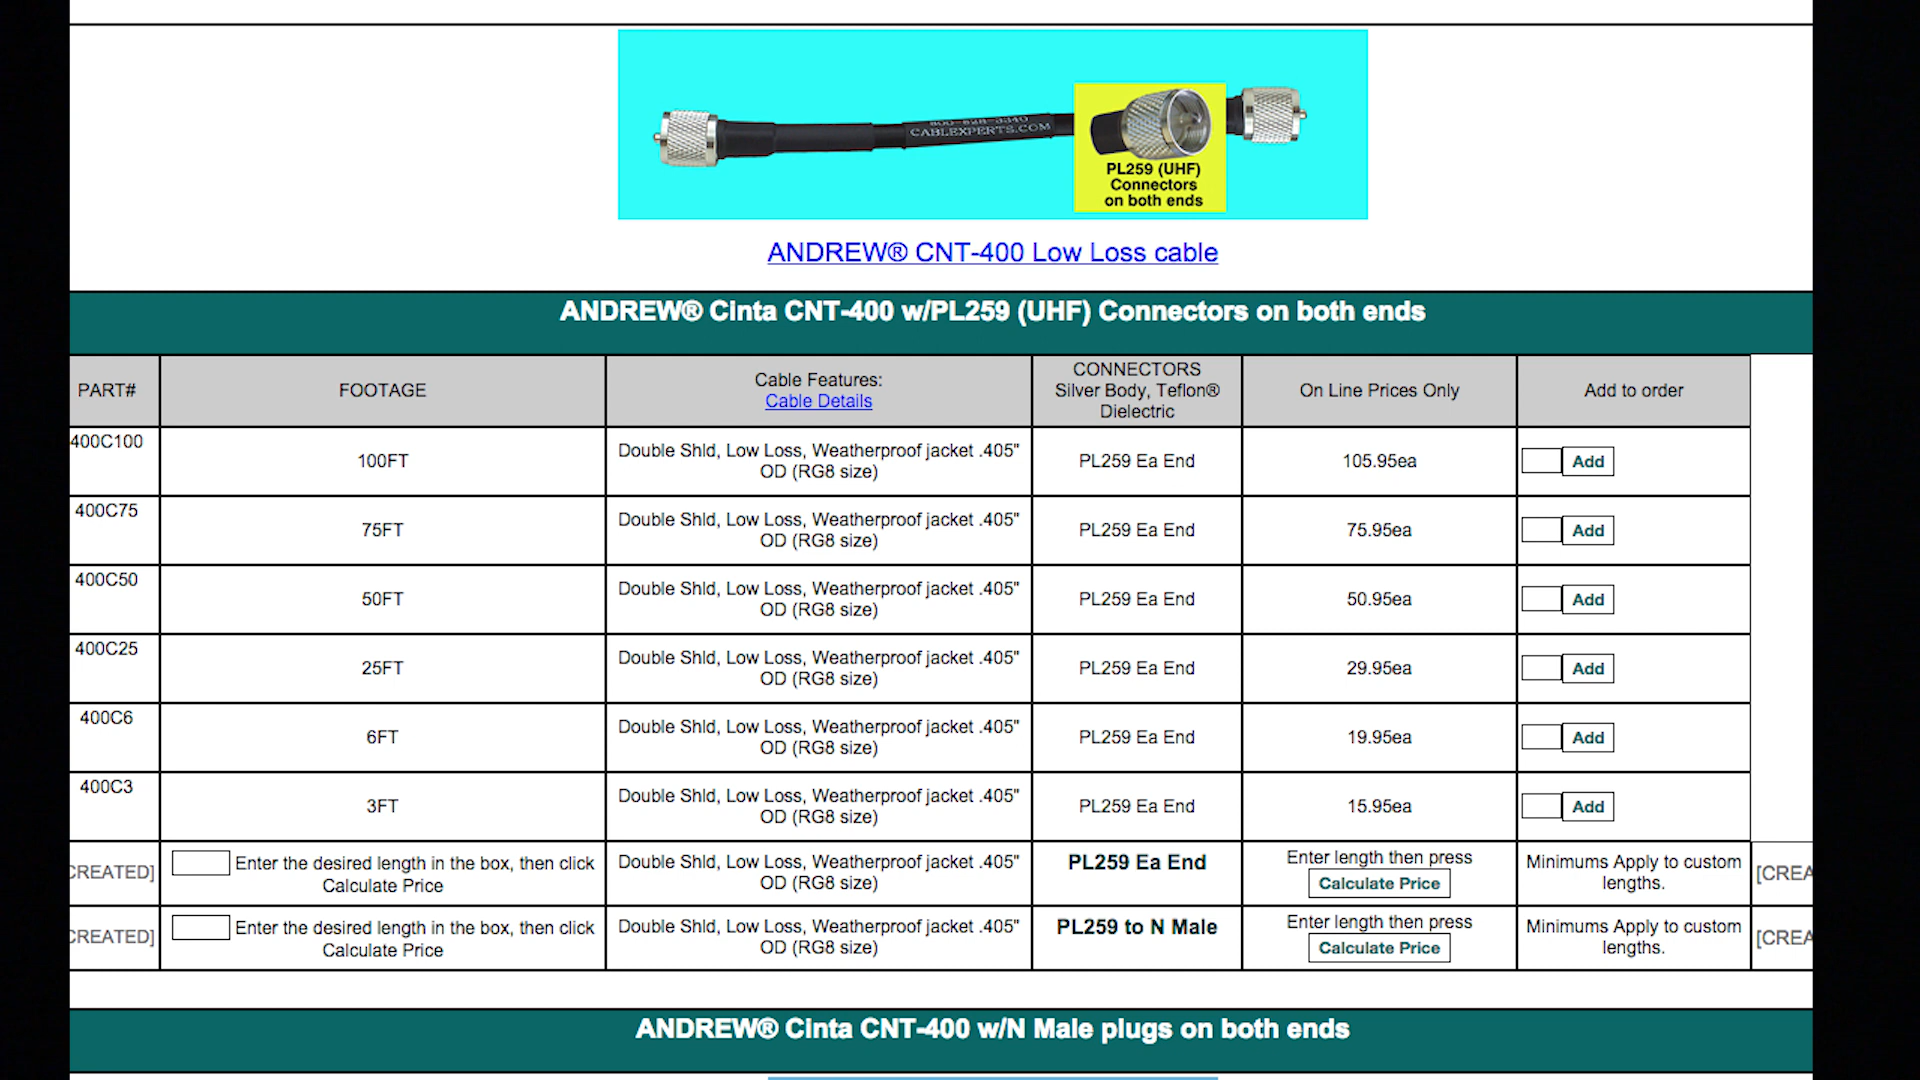 800-828-3340
CABLEXPERTS.COM
PL259 (UHF)
Connectors
on both ends
ANDREW® CNT-400 Low Loss cable
ANDREW® Cinta CNT-400 w/PL259 (UHF) Connectors on both ends
PART#
FOOTAGE
Cable Features:
Cable Details
CONNECTORS
Silver Body, Teflon®
Dielectric
On Line Prices Only
Add to order
400C100
100FT
Double Shld, Low Loss, Weatherproof jacket .405"
OD (RG8 size)
PL259 Ea End
105.95ea
Add
400C75
75FT
Double Shld, Low Loss, Weatherproof jacket .405"
OD (RG8 size)
PL259 Ea End
75.95ea
Add
400C50
50FT
Double Shld, Low Loss, Weatherproof jacket .405"
OD (RG8 size)
PL259 Ea End
50.95ea
Add
400C25
25FT
Double Shld, Low Loss, Weatherproof jacket .405"
OD (RG8 size)
PL259 Ea End
29.95ea
Add
400C6
6FT
Double Shld, Low Loss, Weatherproof jacket .405"
OD (RG8 size)
PL259 Ea End
19.95ea
Add
400C3
3FT
Double Shld, Low Loss, Weatherproof jacket .405"
OD (RG8 size)
PL259 Ea End
15.95ea
Add
CREATED]
Enter the desired length in the box, then click
Calculate Price
Double Shld, Low Loss, Weatherproof jacket .405"
OD (RG8 size)
PL259 Ea End
Enter length then press
Calculate Price
Minimums Apply to custom
lengths.
[CREA
CREATED]
Enter the desired length in the box, then click
Calculate Price
Double Shld, Low Loss, Weatherproof jacket .405"
OD (RG8 size)
PL259 to N Male
Enter length then press
Calculate Price
Minimums Apply to custom
lengths.
[CREA
ANDREW® Cinta CNT-400 w/N Male plugs on both ends